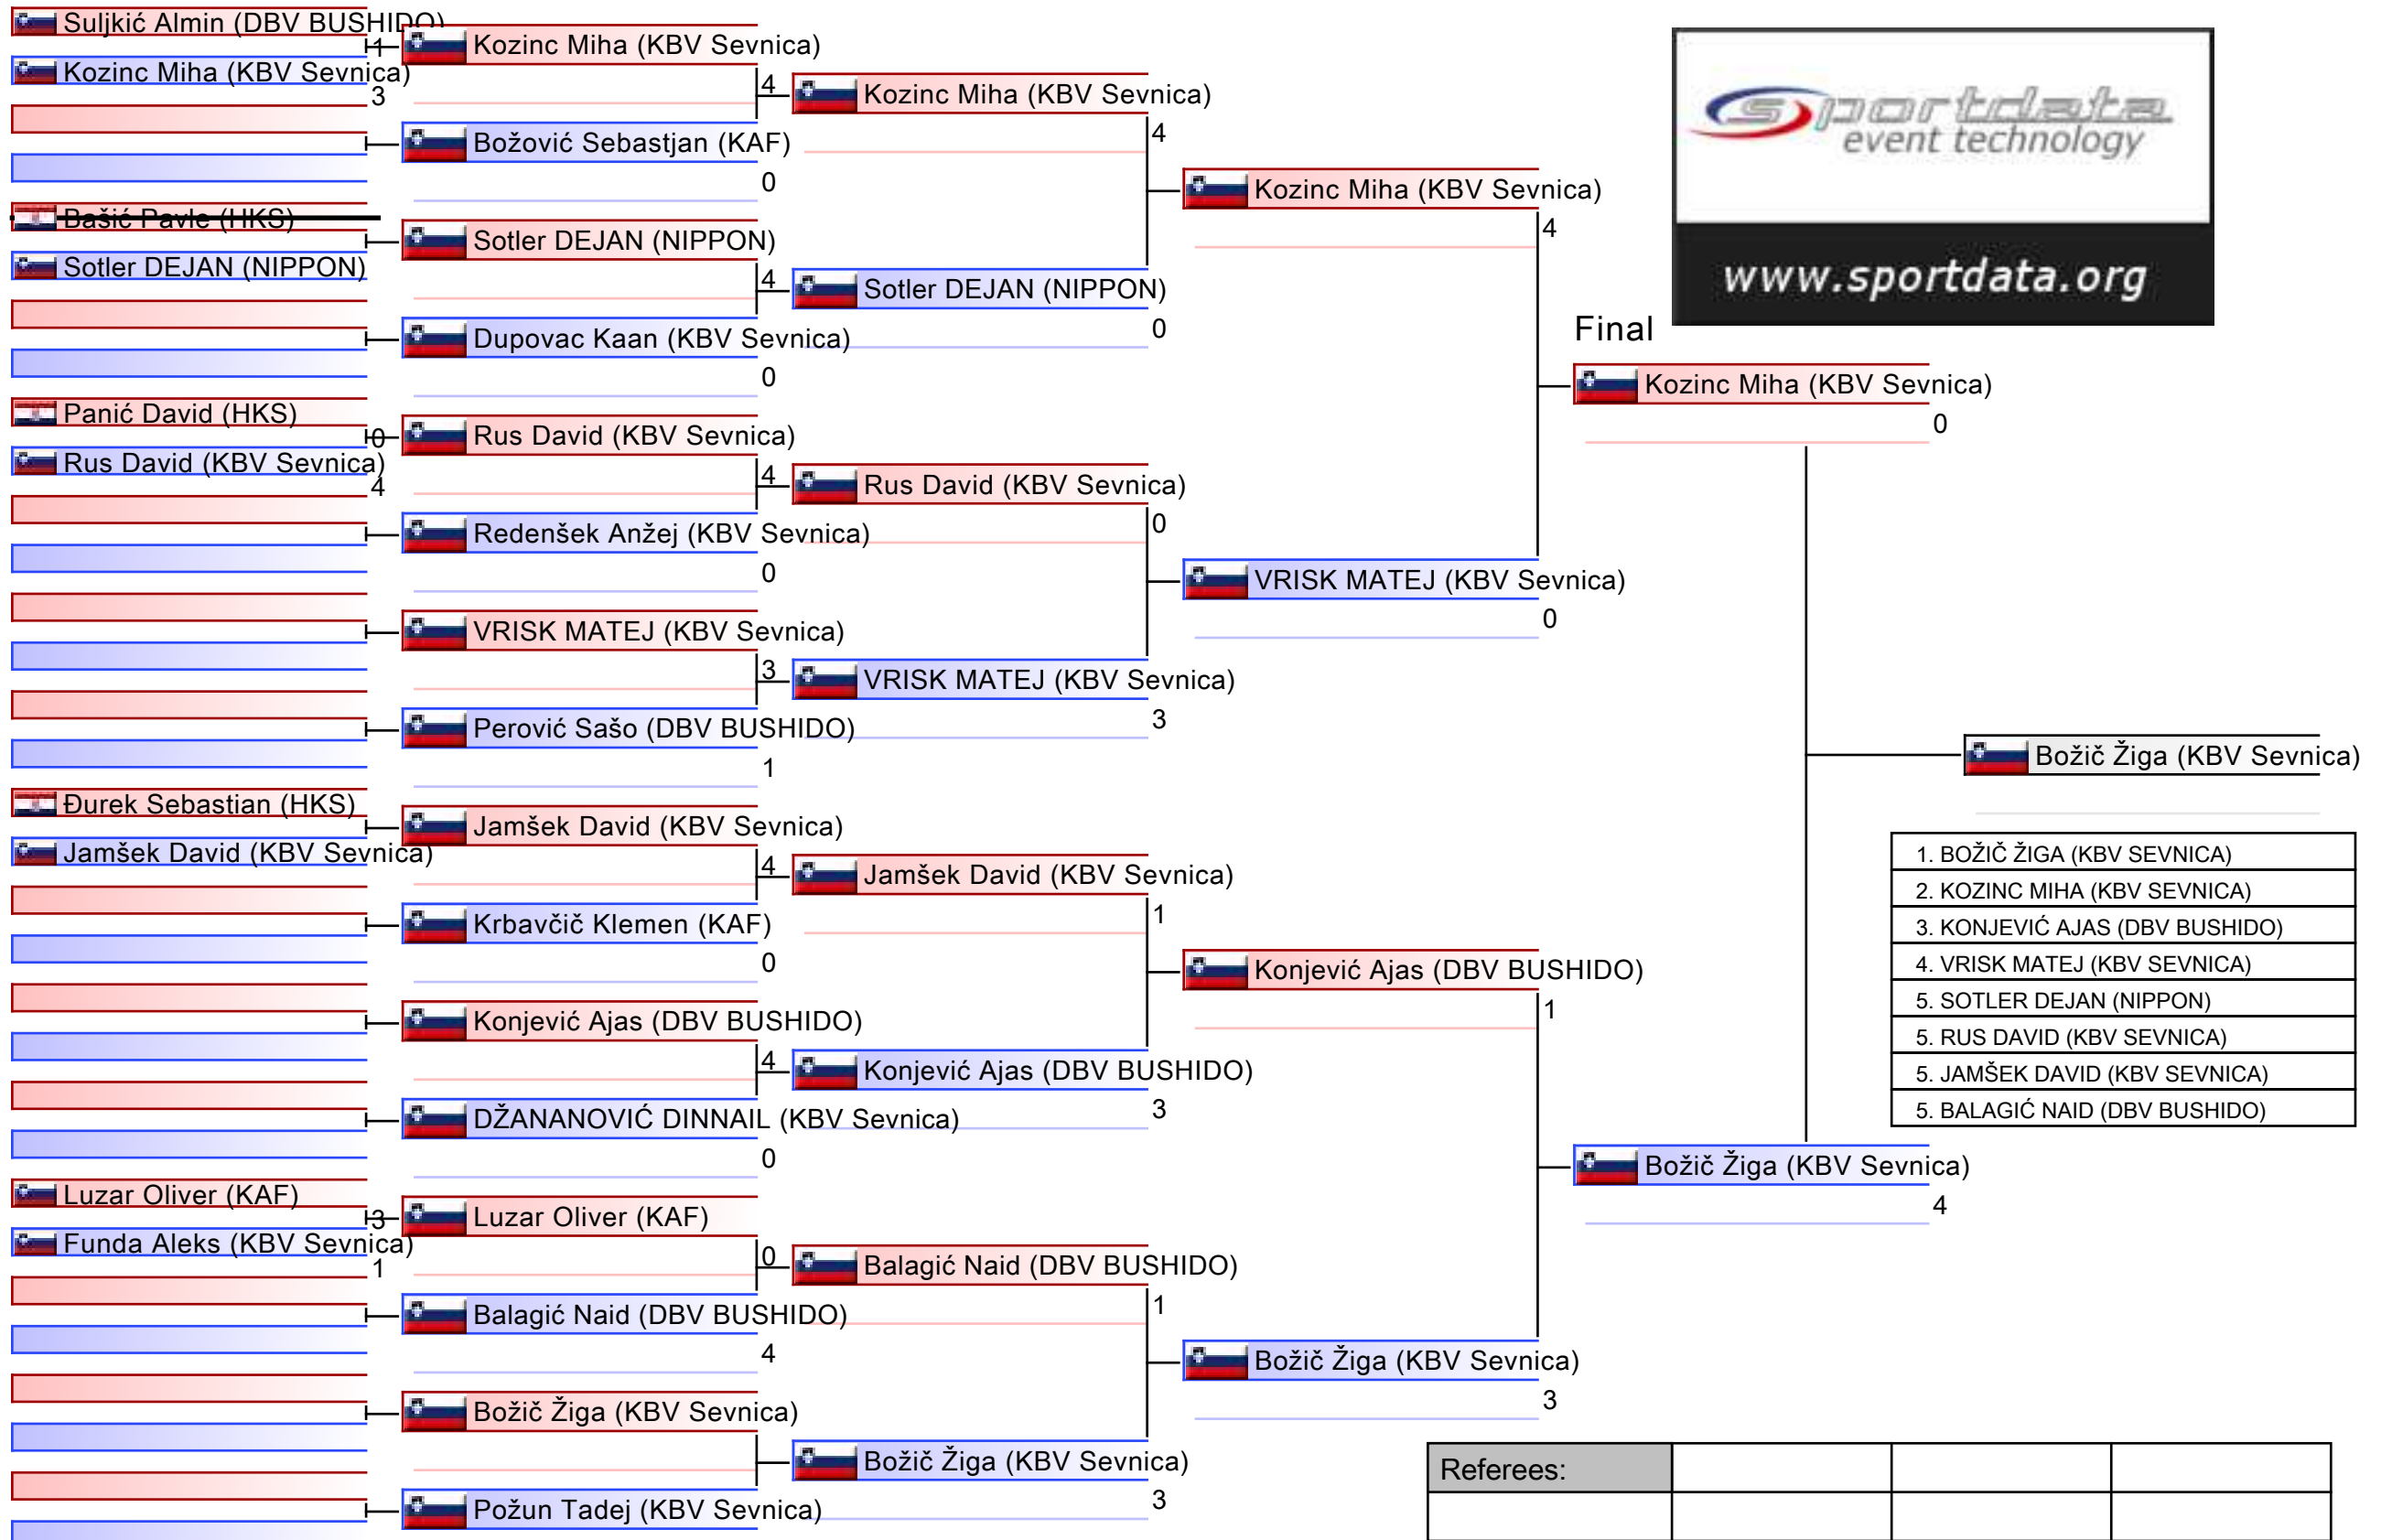 Suljkić Almin (DBV BUSHIDO)
1
Kozinc Miha (KBV Sevnica)
3
Bašić Pavle (HKS)
Sotler DEJAN (NIPPON)
Panić David (HKS)
0
Rus David (KBV Sevnica)
4
Đurek Sebastian (HKS)
Jamšek David (KBV Sevnica)
Luzar Oliver (KAF)
3
Funda Aleks (KBV Sevnica)
1
Kozinc Miha (KBV Sevnica)
4
Božović Sebastjan (KAF)
0
Sotler DEJAN (NIPPON)
4
Dupovac Kaan (KBV Sevnica)
0
Rus David (KBV Sevnica)
4
Redenšek Anžej (KBV Sevnica)
0
VRISK MATEJ (KBV Sevnica)
3
Perović Sašo (DBV BUSHIDO)
1
Jamšek David (KBV Sevnica)
4
Krbavčič Klemen (KAF)
0
Konjević Ajas (DBV BUSHIDO)
4
DŽANANOVIĆ DINNAIL (KBV Sevnica)
0
Luzar Oliver (KAF)
0
Balagić Naid (DBV BUSHIDO)
4
Božič Žiga (KBV Sevnica)
Požun Tadej (KBV Sevnica)
Kozinc Miha (KBV Sevnica)
4
Sotler DEJAN (NIPPON)
0
Rus David (KBV Sevnica)
0
VRISK MATEJ (KBV Sevnica)
3
Jamšek David (KBV Sevnica)
1
Konjević Ajas (DBV BUSHIDO)
3
Balagić Naid (DBV BUSHIDO)
1
Božič Žiga (KBV Sevnica)
3
Kozinc Miha (KBV Sevnica)
4
VRISK MATEJ (KBV Sevnica)
0
Konjević Ajas (DBV BUSHIDO)
1
Božič Žiga (KBV Sevnica)
3
sportdata
event technology
www.sportdata.org
Final
Kozinc Miha (KBV Sevnica)
0
Božič Žiga (KBV Sevnica)
4
Božič Žiga (KBV Sevnica)
1. BOŽIČ ŽIGA (KBV SEVNICA)
2. KOZINC MIHA (KBV SEVNICA)
3. KONJEVIĆ AJAS (DBV BUSHIDO)
4. VRISK MATEJ (KBV SEVNICA)
5. SOTLER DEJAN (NIPPON)
5. RUS DAVID (KBV SEVNICA)
5. JAMŠEK DAVID (KBV SEVNICA)
5. BALAGIĆ NAID (DBV BUSHIDO)
Referees: